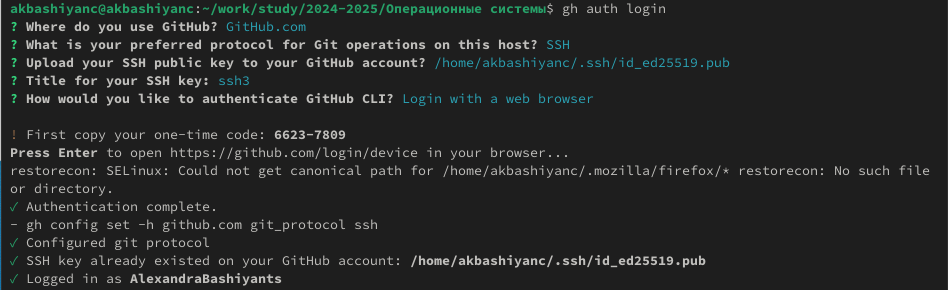 akbashiyanc@akbashiyanc:~/work/study/2024-2025/Операционные системы$ gh auth login
? Where do you use GitHub? GitHub.com
? What is your preferred protocol for Git operations on this host? SSH
? Upload your SSH public key to your GitHub account? /home/akbashiyanc/.ssh/id_ed25519.pub
? Title for your SSH key: ssh3
? How would you like to authenticate GitHub CLI? Login with a web browser
! First copy your one-time code: 6623-7809
Press Enter to open https://github.com/login/device in your browser...
restorecon: SELinux: Could not get canonical path for /home/akbashiyanc/.mozilla/firefox/* restorecon: No such file
or directory.
✓ Authentication complete.
- gh config set -h github.com git_protocol ssh
✓ Configured git protocol
✓ SSH key already existed on your GitHub account: /home/akbashiyanc/.ssh/id_ed25519.pub
✓ Logged in as AlexandraBashiyants